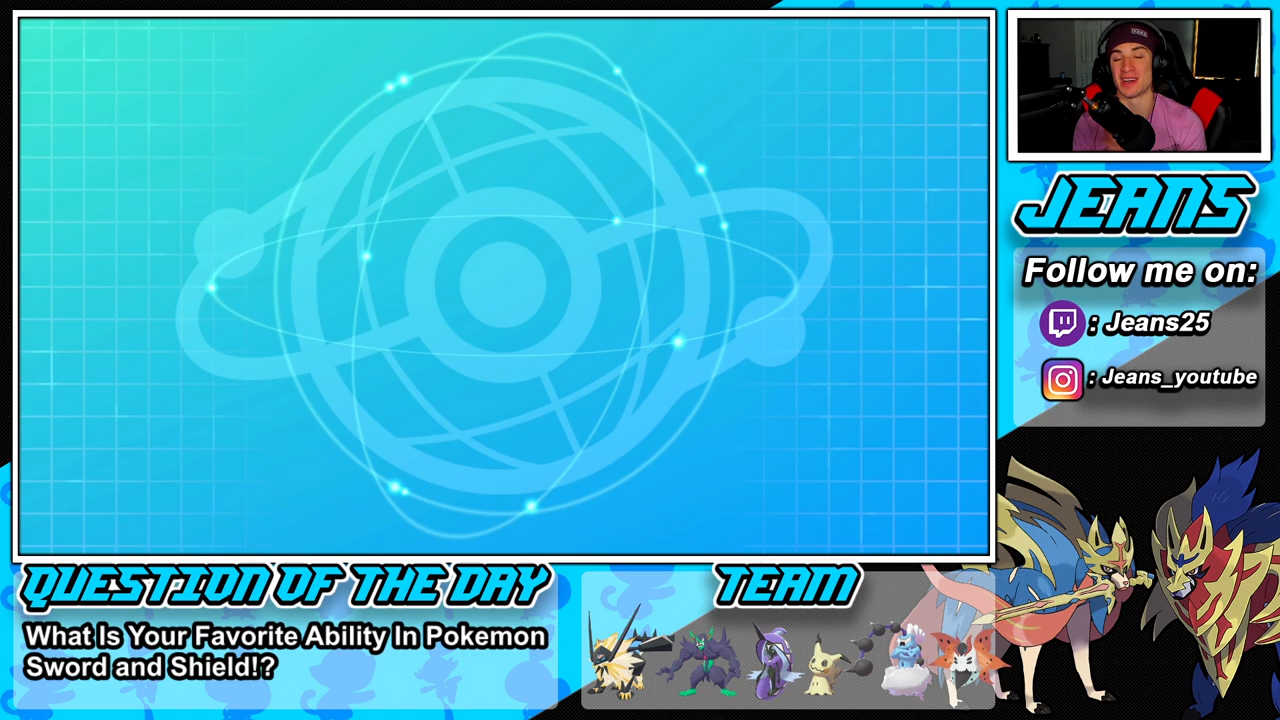 JEANS
Follow me on:
: Jeans25
: Jeans_youtube
QUESTION OF THE DAY
What Is Your Favorite Ability In Pokemon
Sword and Shield!?
TEAM